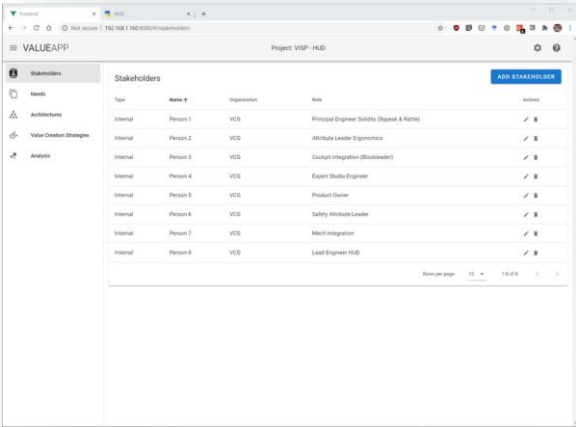 Frontend
HUD
Not secure | 192.168.1.160:8080/#/stakeholders
VALUEAPP
Project: VISP - HUD
Stakeholders
Needs
Architectures
Value Creation Strategies
Analysis
Stakeholders
ADD STAKEHOLDER
Type Name ↑ Organization Role Actions
Internal Person 1 VCG Principal Engineer Solidity (Squeak & Rattle)
Internal Person 2 VCG Attribute Leader Ergonomics
Internal Person 3 VCG Cockpit Integration (Blockleader)
Internal Person 4 VCG Expert Studio Engineer
Internal Person 5 VCG Product Owner
Internal Person 6 VCG Safety Attribute Leader
Internal Person 7 VCG Mech Integration
Internal Person 8 VCG Lead Engineer HUD
Rows per page: 10 1-8 of 8